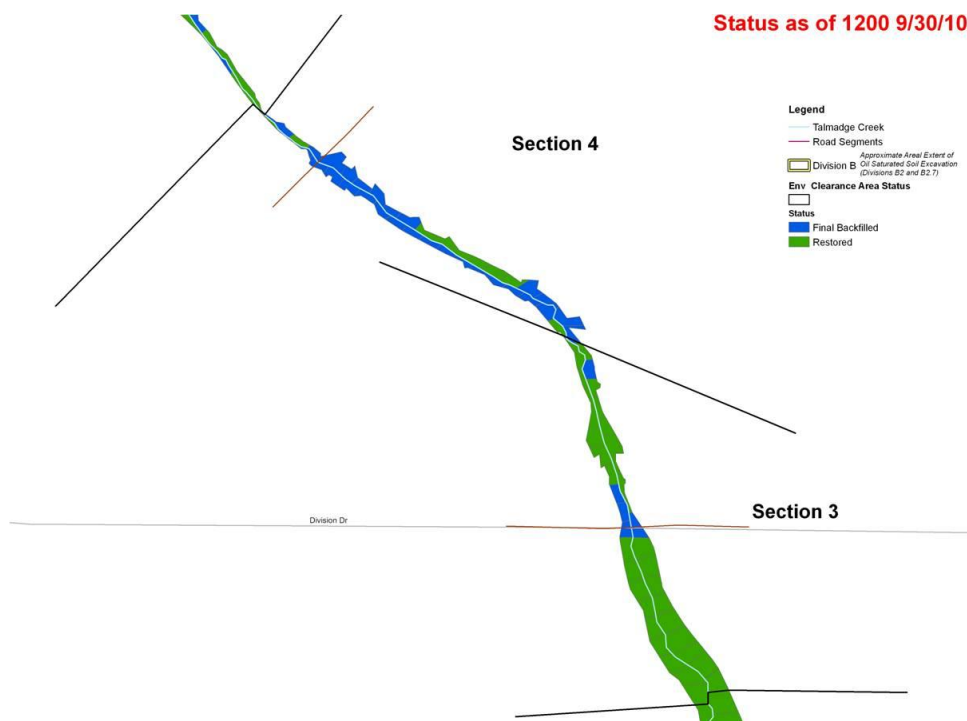 Status as of 1200 9/30/10
Legend
Talmadge Creek
Road Segments
Division B Approximate Areal Extent of
Oil Saturated Soil Excavation
(Divisions B2 and B2.7)
Env Clearance Area Status
Status
Final Backfilled
Restored
Section 4
Section 3
Division Dr